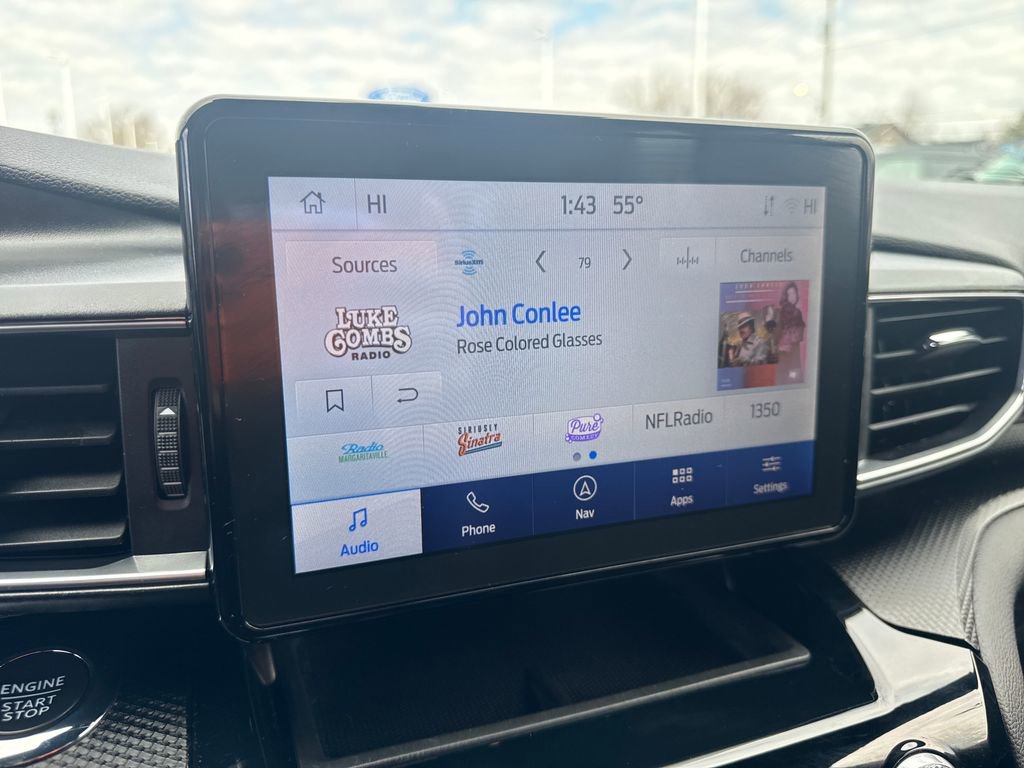 HI 1:43 55° HI
Sources SiriusXM 79 Channels
LUKE
COMBS
RADIO
John Conlee
Rose Colored Glasses
Radio
MARGARITAVILLE
SIRIUSLY
Sinatra
Pure
COMEDY
NFLRadio
1350
Audio
Phone
Nav
Apps
Settings
ENGINE
START
STOP